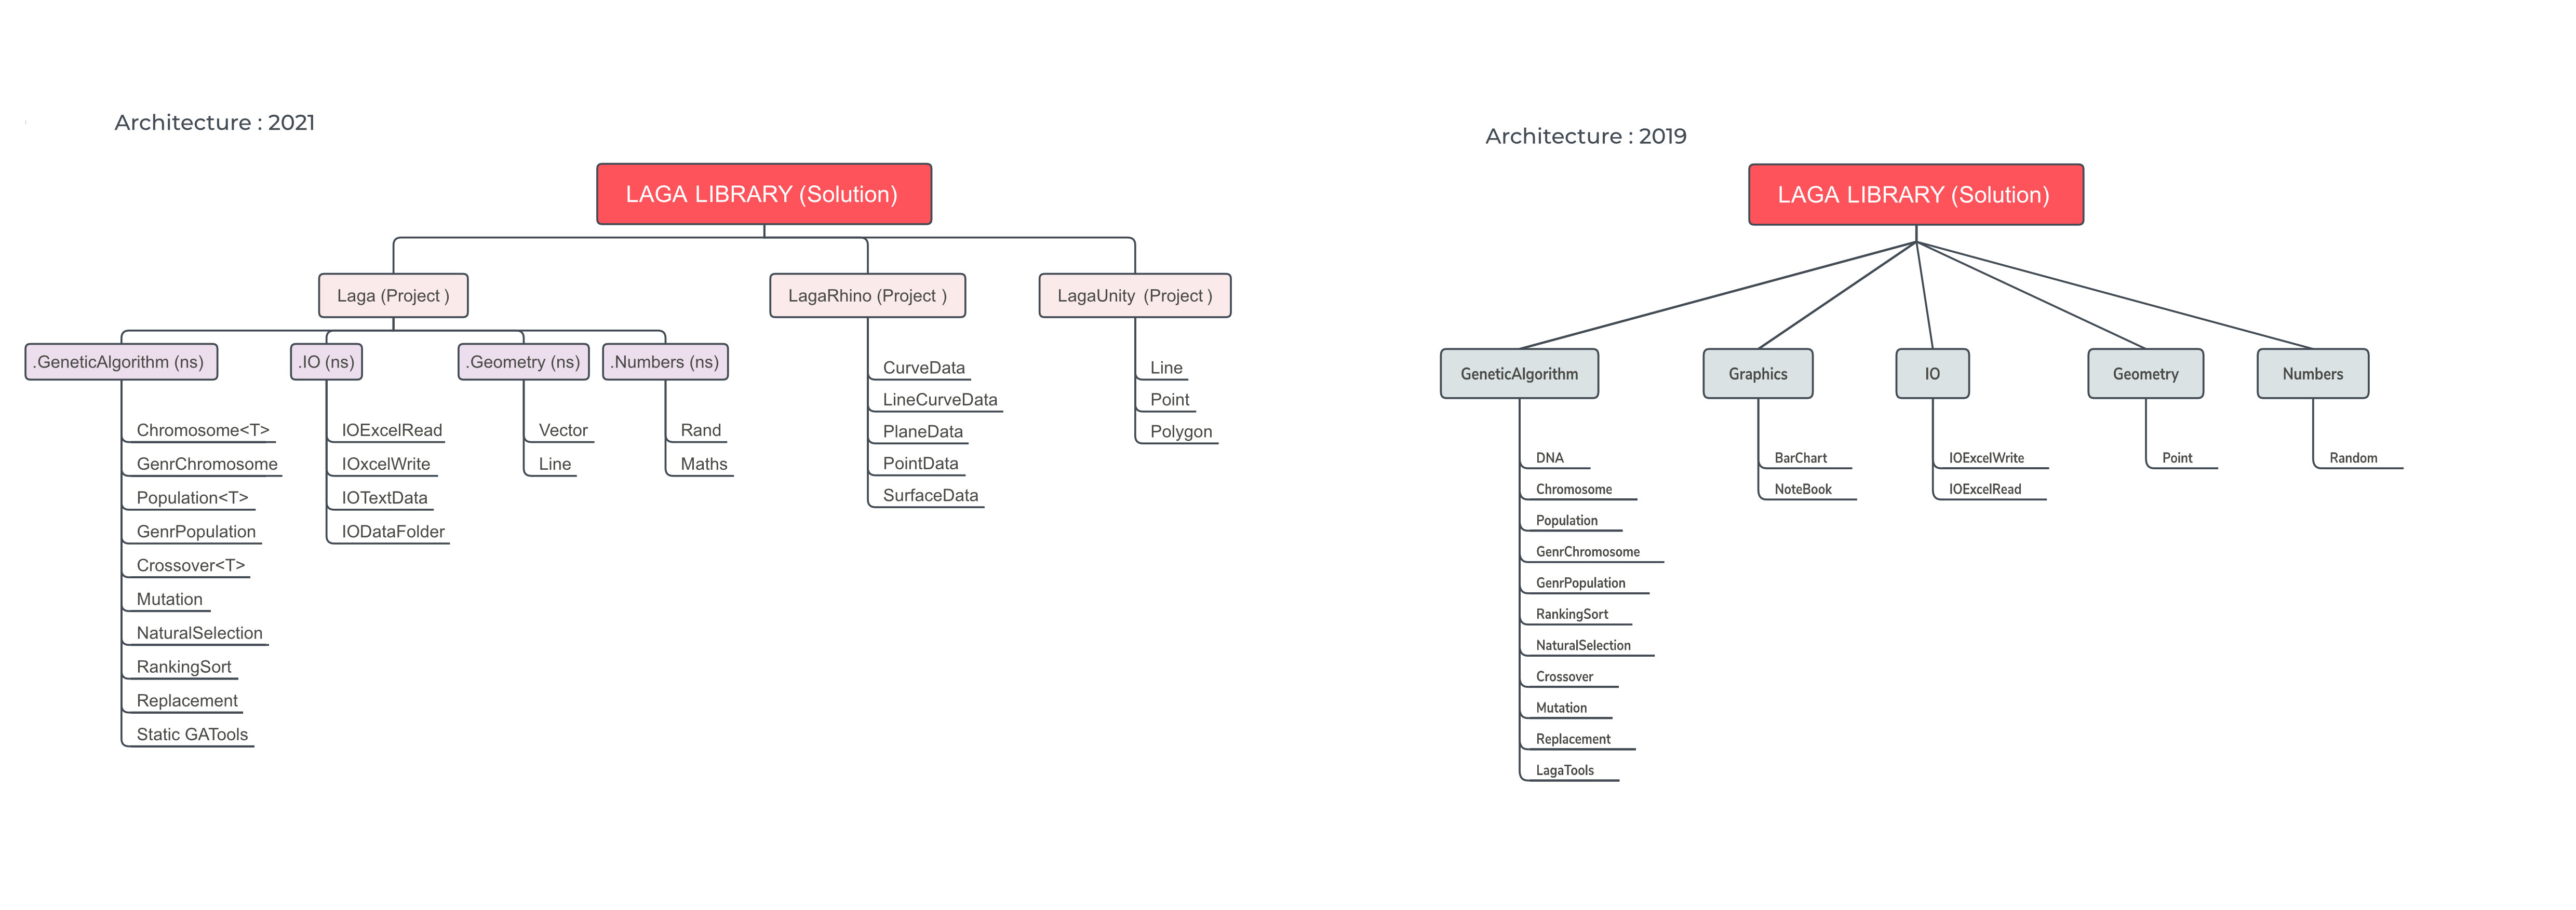 Architecture : 2021
LAGA LIBRARY (Solution)
Laga (Project )
LagaRhino (Project )
LagaUnity (Project )
.GeneticAlgorithm (ns)
.IO (ns)
.Geometry (ns)
.Numbers (ns)
Chromosome<T>
GenrChromosome
Population<T>
GenrPopulation
Crossover<T>
Mutation
NaturalSelection
RankingSort
Replacement
Static GATools
IOExcelRead
IOxcelWrite
IOTextData
IODataFolder
Vector
Line
Rand
Maths
CurveData
LineCurveData
PlaneData
PointData
SurfaceData
Line
Point
Polygon
Architecture : 2019
LAGA LIBRARY (Solution)
GeneticAlgorithm
Graphics
IO
Geometry
Numbers
DNA
Chromosome
Population
GenrChromosome
GenrPopulation
RankingSort
NaturalSelection
Crossover
Mutation
Replacement
LagaTools
BarChart
NoteBook
IOExcelWrite
IOExcelRead
Point
Random